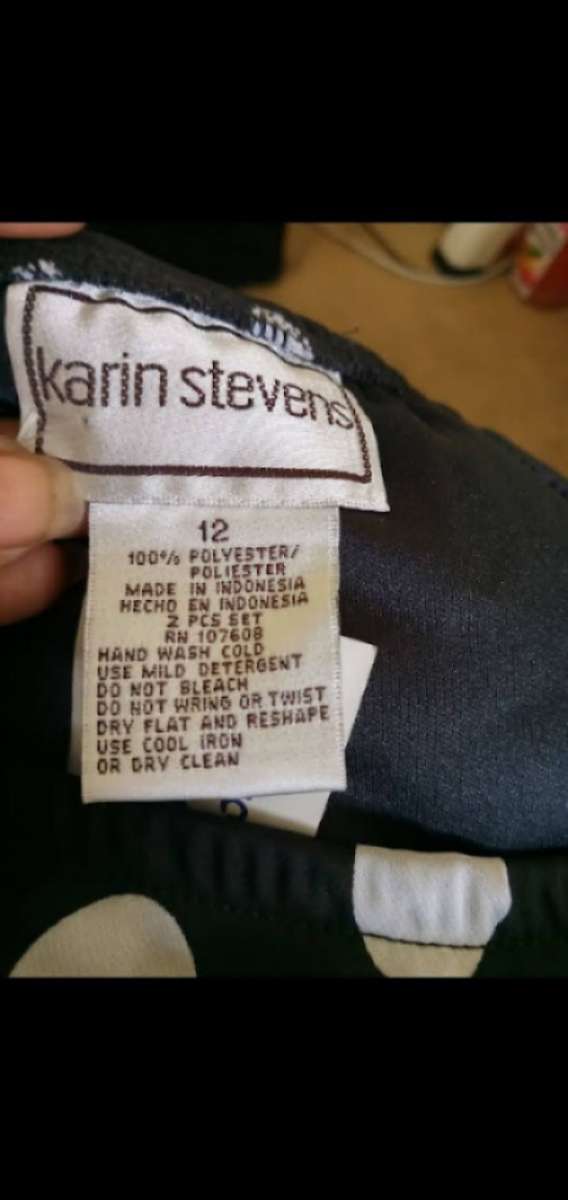 karin stevens
12
100% POLYESTER/
POLIESTER
MADE IN INDONESIA
HECHO EN INDONESIA
2 PCS SET
RN 107608
HAND WASH COLD
USE MILD DETERGENT
DO NOT BLEACH
DO NOT WRING OR TWIST
DRY FLAT AND RESHAPE
USE COOL IRON
OR DRY CLEAN